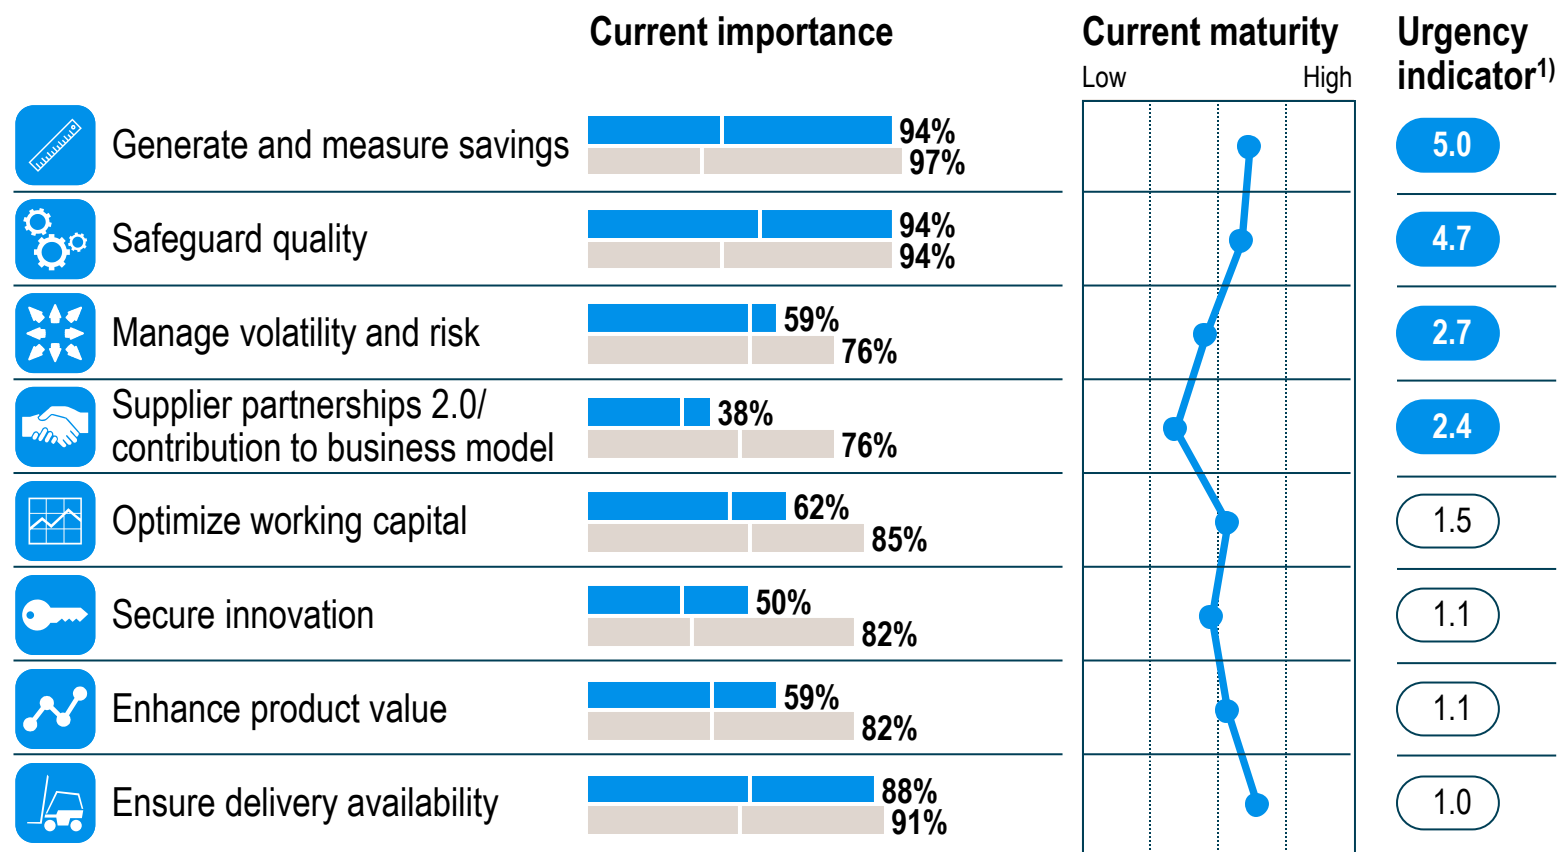 Current importance
Current maturity
Urgency
indicator1)
Low
High
Generate and measure savings
94%
97%
5.0
Safeguard quality
94%
94%
4.7
Manage volatility and risk
59%
76%
2.7
Supplier partnerships 2.0/
contribution to business model
38%
76%
2.4
Optimize working capital
62%
85%
1.5
Secure innovation
50%
82%
1.1
Enhance product value
59%
82%
1.1
Ensure delivery availability
88%
91%
1.0